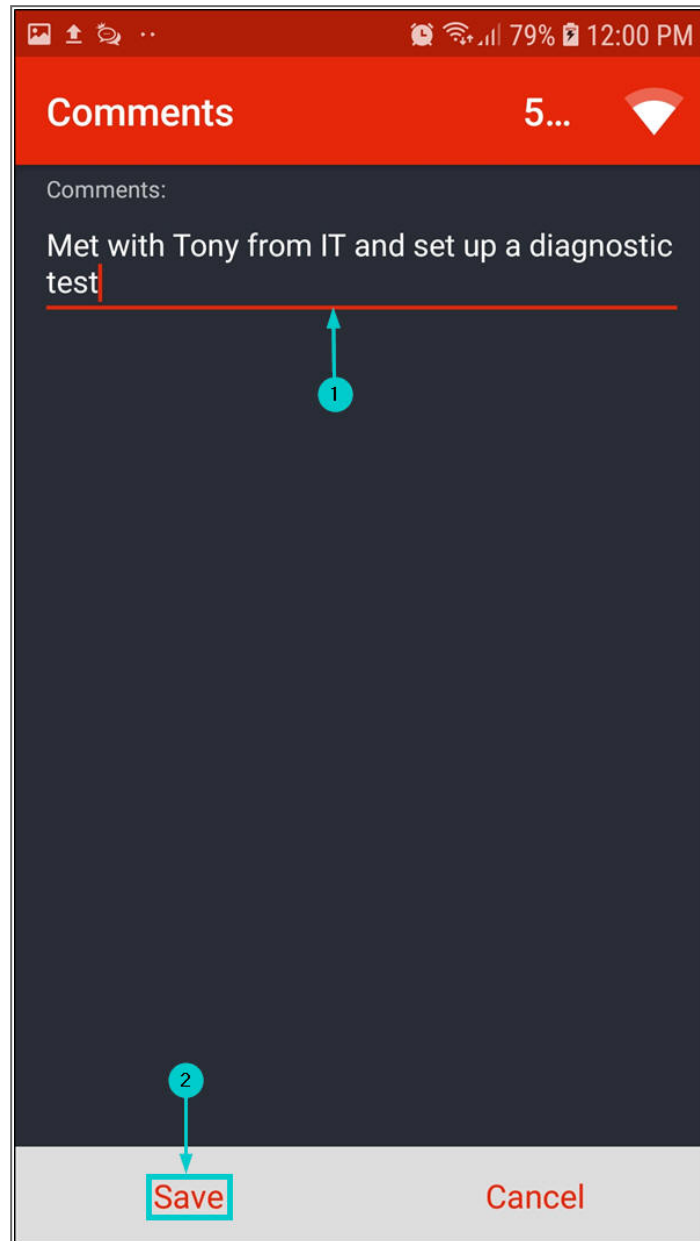 79% 12:00 PM
Comments 5...
Comments:
Met with Tony from IT and set up a diagnostic
test
1
2
Save Cancel